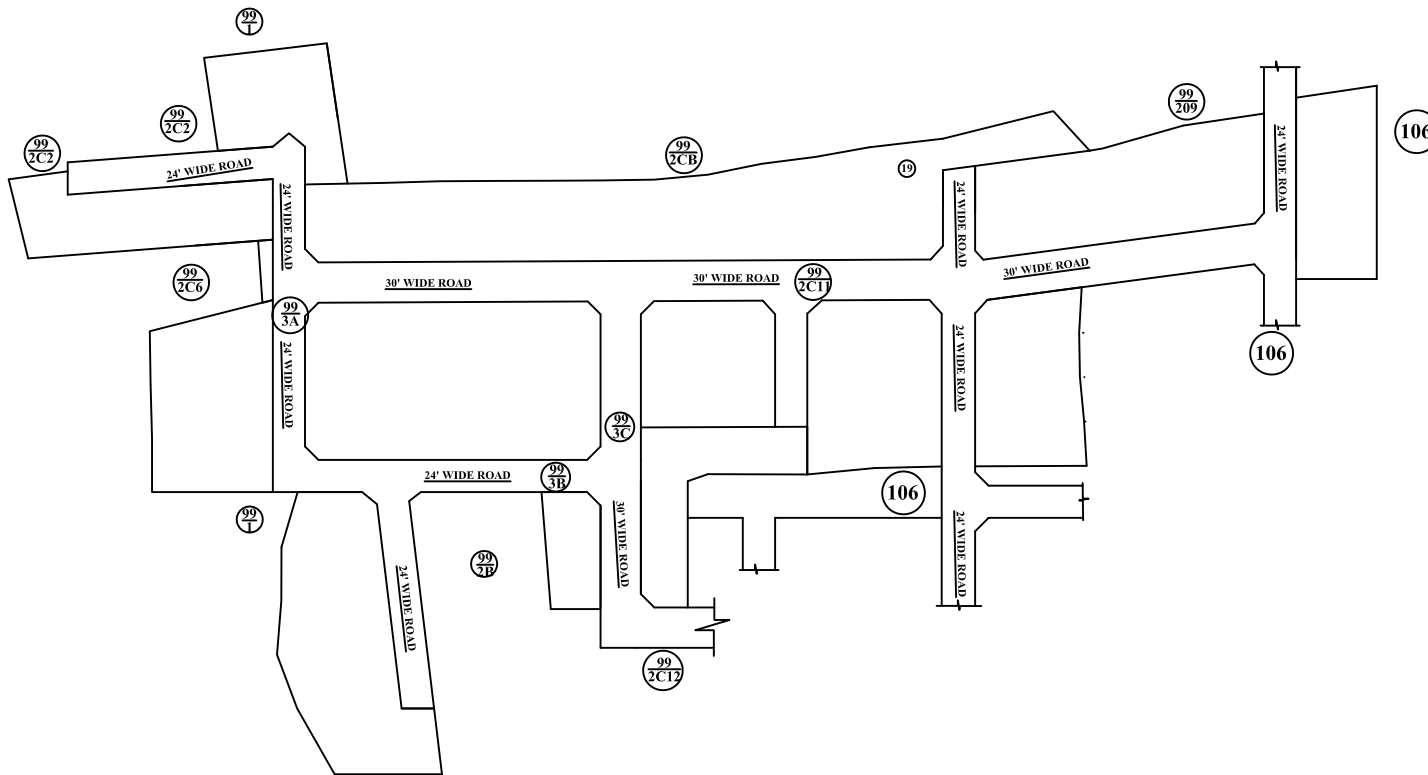 99
1
99
2C2
99
2C2
24' WIDE ROAD
99
2CB
99
209
106
19
24' WIDE ROAD
24' WIDE ROAD
24' WIDE ROAD
99
2C6
30' WIDE ROAD
30' WIDE ROAD
99
2C11
30' WIDE ROAD
99
3A
24' WIDE ROAD
24' WIDE ROAD
106
99
3C
24' WIDE ROAD
99
3B
106
99
1
30' WIDE ROAD
24' WIDE ROAD
99
2B
24' WIDE ROAD
99
2C12